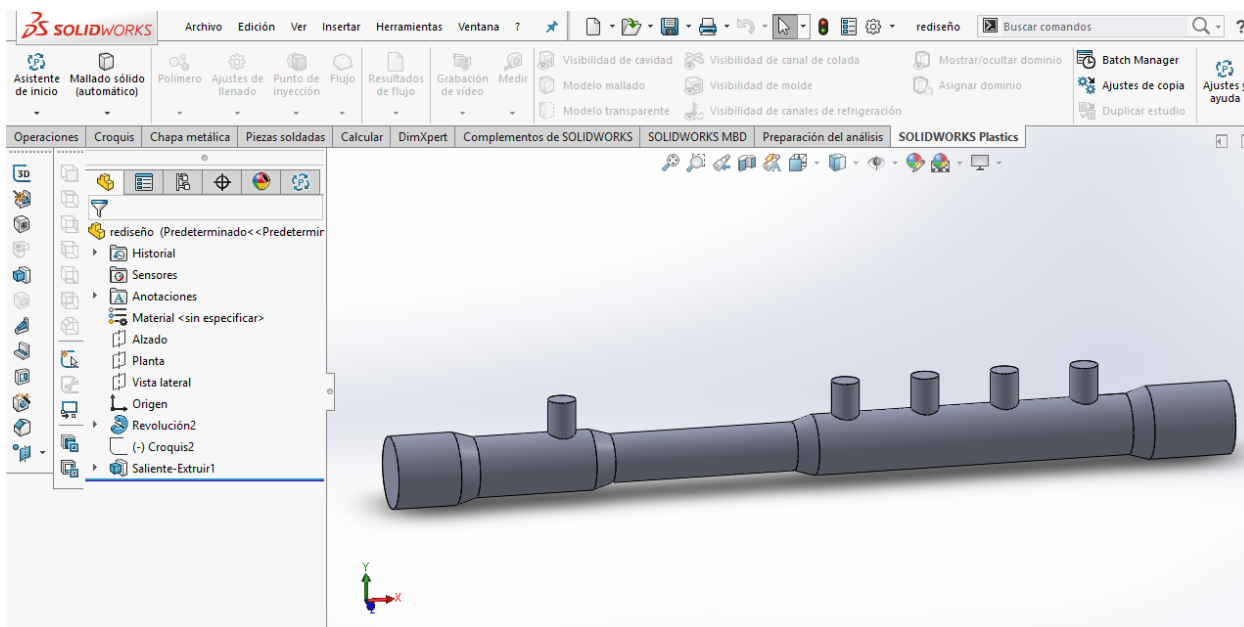 SOLIDWORKS Archivo Edición Ver Insertar Herramientas Ventana ? rediseño Buscar comandos ?
Asistente de inicio
Mallado sólido (automático)
Polímero
Ajustes de llenado
Punto de inyección
Flujo
Resultados de flujo
Grabación de vídeo
Medir
Visibilidad de cavidad
Modelo mallado
Modelo transparente
Visibilidad de canal de colada
Visibilidad de molde
Visibilidad de canales de refrigeración
Mostrar/ocultar dominio
Asignar dominio
Batch Manager
Ajustes de copia
Duplicar estudio
Ajustes y
ayuda
Operaciones Croquis Chapa metálica Piezas soldadas Calcular DimXpert Complementos de SOLIDWORKS SOLIDWORKS MBD Preparación del análisis SOLIDWORKS Plastics
3D
rediseño (Predeterminado<<Predetermir
Historial
Sensores
A Anotaciones
Material <sin especificar>
Alzado
Planta
Vista lateral
Origen
Revolución2
(-) Croquis2
Saliente-Extruir1
Y
X
Z